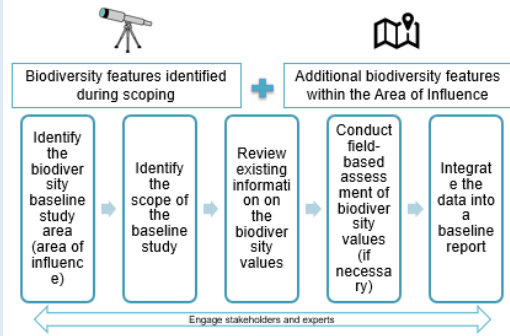 Biodiversity features identified
during scoping
Additional biodiversity features
within the Area of Influence
Identify
the
biodiver
sity
baseline
study
area
(area of
influenc
e)
Identify
the
scope of
the
baseline
study
Review
existing
informati
on on
the
biodiver
sity
values
Conduct
field-
based
assess
ment of
biodiver
sity
values
(if
necessa
ry)
Integrat
e the
data into
a
baseline
report
Engage stakeholders and experts